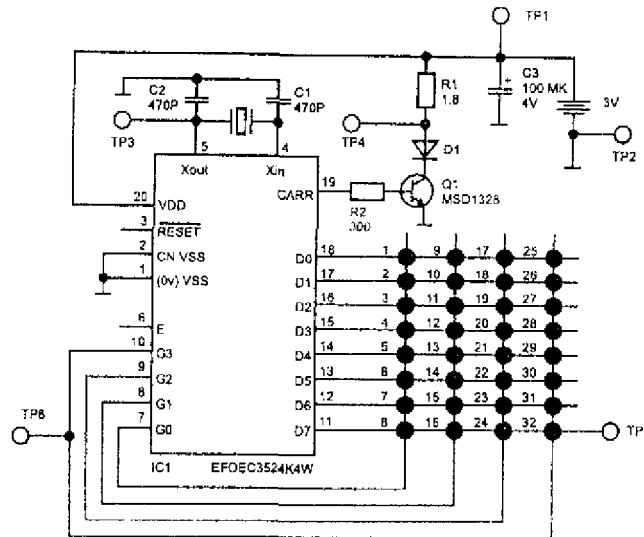 TP1
C2
470P
C1
470P
R1
1.8
C3
100 MK
4V
3V
TP3
TP4
TP2
D1
5
4
Xout
Xin
CARR
19
R2
Q1
MSD1328
20
VDD
3
RESET
2
CN VSS
1
(0v) VSS
6
E
10
G3
9
G2
8
G1
7
G0
D0
18
1
9
17
25
D1
17
2
10
18
26
D2
16
3
11
19
27
D3
15
4
12
20
28
D4
14
5
13
21
29
D5
13
6
14
22
30
D6
12
7
15
23
31
D7
11
8
16
24
32
TP6
TP
IC1
EFOEC3524K4W